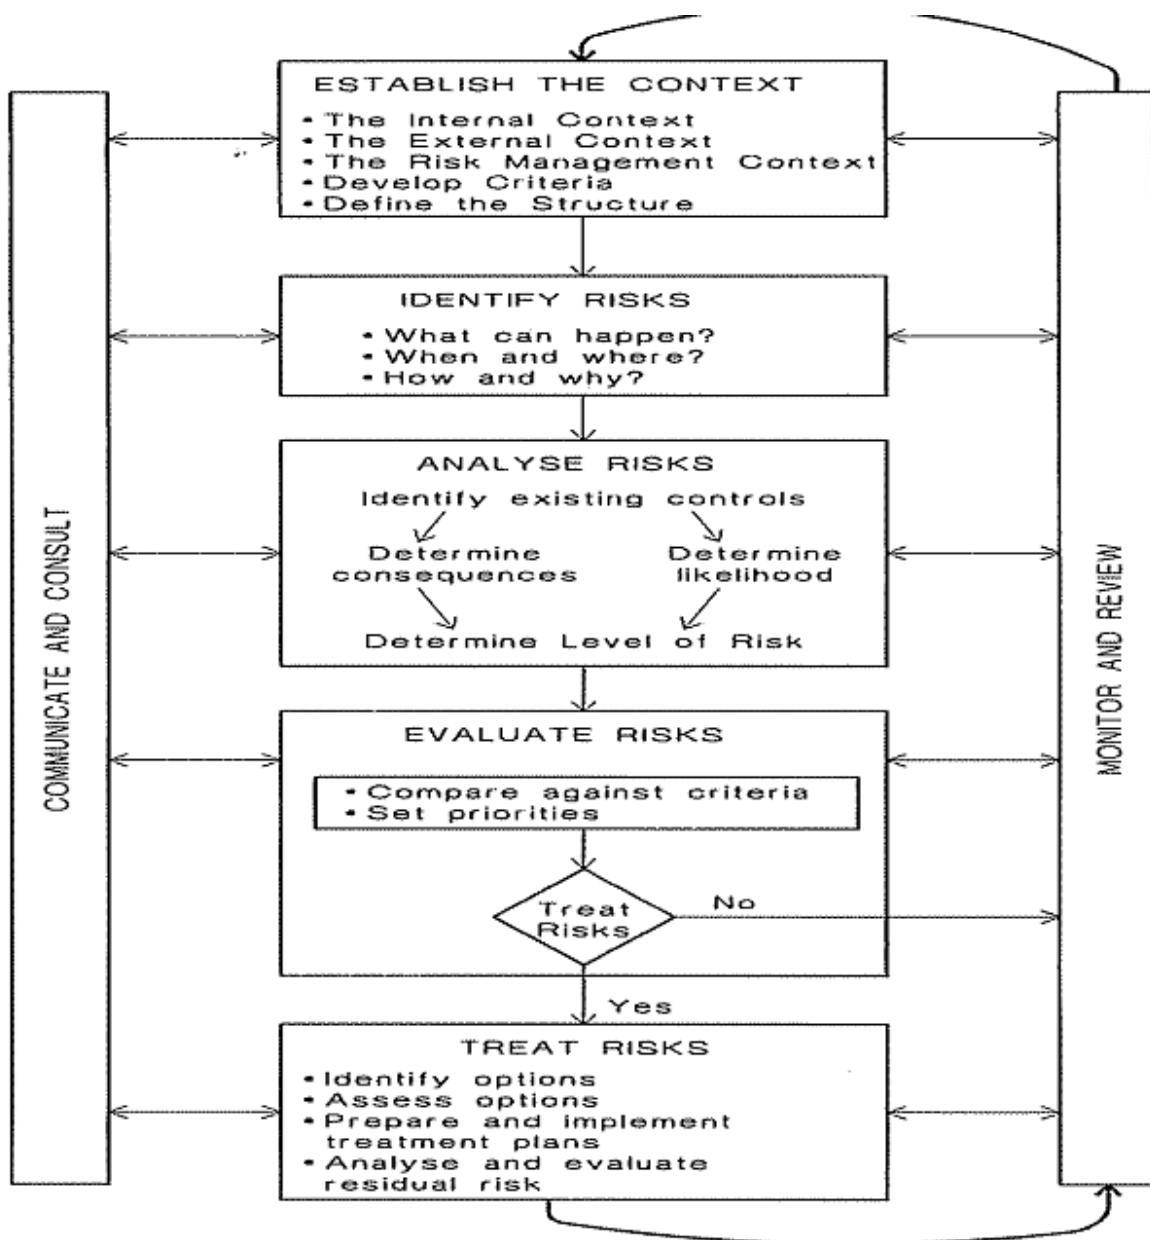 ESTABLISH THE CONTEXT
• The Internal Context
• The External Context
• The Risk Management Context
• Develop Criteria
• Define the Structure
IDENTIFY RISKS
• What can happen?
• When and where?
• How and why?
ANALYSE RISKS
Identify existing controls
Determine
consequences
Determine
likelihood
Determine Level of Risk
EVALUATE RISKS
• Compare against criteria
• Set priorities
Treat
Risks
No
Yes
TREAT RISKS
• Identify options
• Assess options
• Prepare and implement
treatment plans
• Analyse and evaluate
residual risk
COMMUNICATE AND CONSULT
MONITOR AND REVIEW